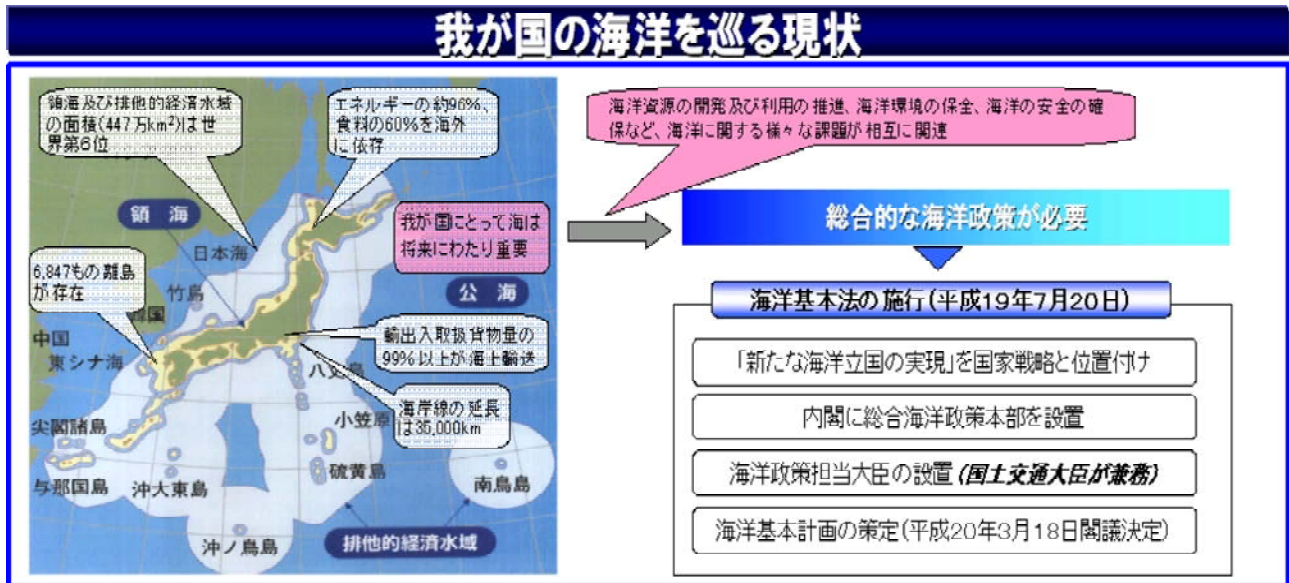 我が国の海洋を巡る現状
領海及び排他的経済水域
の面積(447万km²)は世
界第6位
エネルギーの約96%、
食料の60%を海外
に依存
海洋資源の開発及び利用の推進、海洋環境の保全、海洋の安全の確
保など、海洋に関する様々な課題が相互に関連
領海
日本海
我が国にとって海は
将来にわたり重要
総合的な海洋政策が必要
6,847もの離島
が存在
竹島
公海
海洋基本法の施行(平成19年7月20日)
韓国
中国
東シナ海
輸出入取扱貨物量の
99%以上が海上輸送
八丈島
「新たな海洋立国の実現」を国家戦略と位置付け
海岸線の延長
は35,000km
小笠原
内閣に総合海洋政策本部を設置
尖閣諸島
硫黄島
与那国島
沖大東島
南鳥島
海洋政策担当大臣の設置(国土交通大臣が兼務)
沖ノ鳥島
排他的経済水域
海洋基本計画の策定(平成20年3月18日閣議決定)